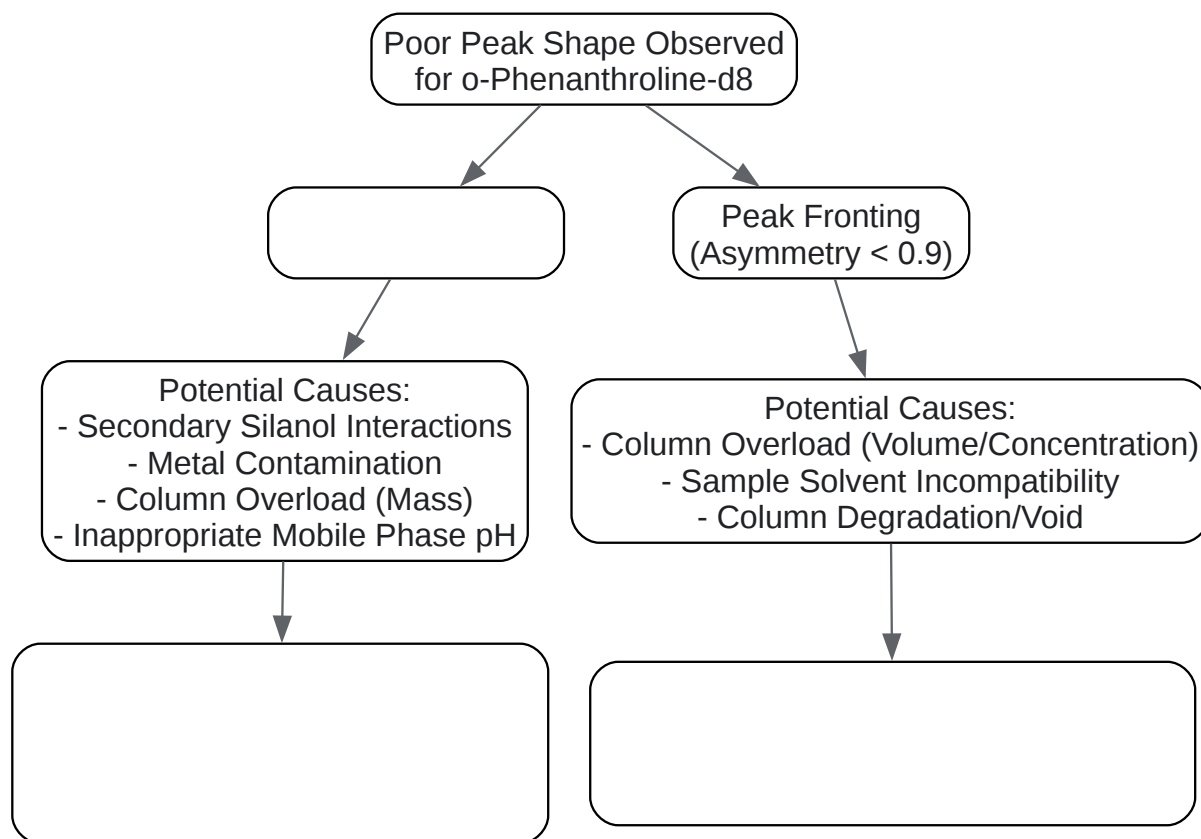 Poor Peak Shape Observed
for o-Phenanthroline-d8
Peak Fronting
(Asymmetry < 0.9)
Potential Causes:
- Secondary Silanol Interactions
- Metal Contamination
- Column Overload (Mass)
- Inappropriate Mobile Phase pH
Potential Causes:
- Column Overload (Volume/Concentration)
- Sample Solvent Incompatibility
- Column Degradation/Void